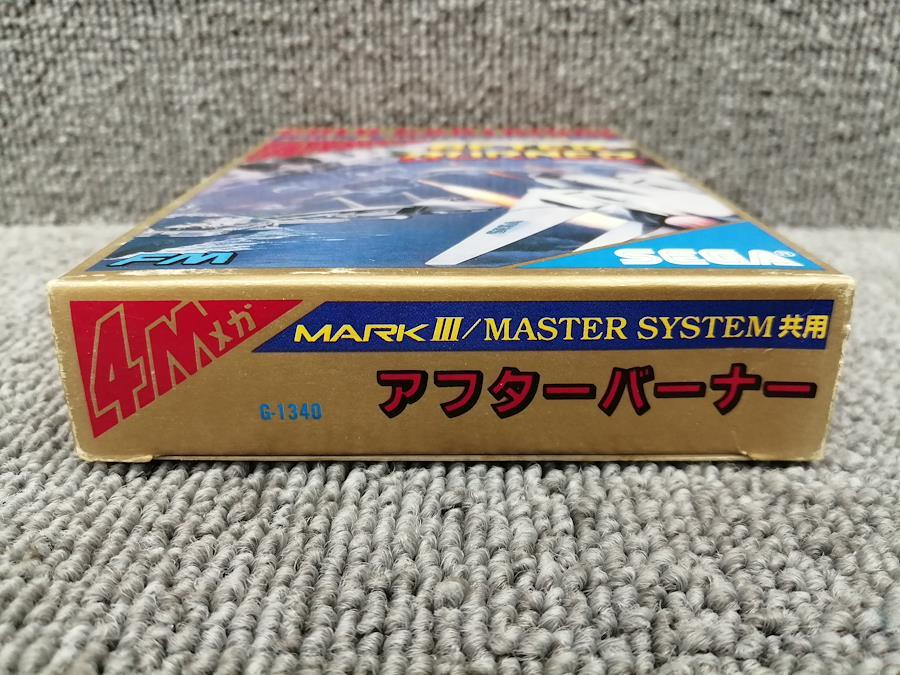 FM
SEGA®
4Mメガ
MARK III/MASTER SYSTEM共用
G-1340
アフターバーナー